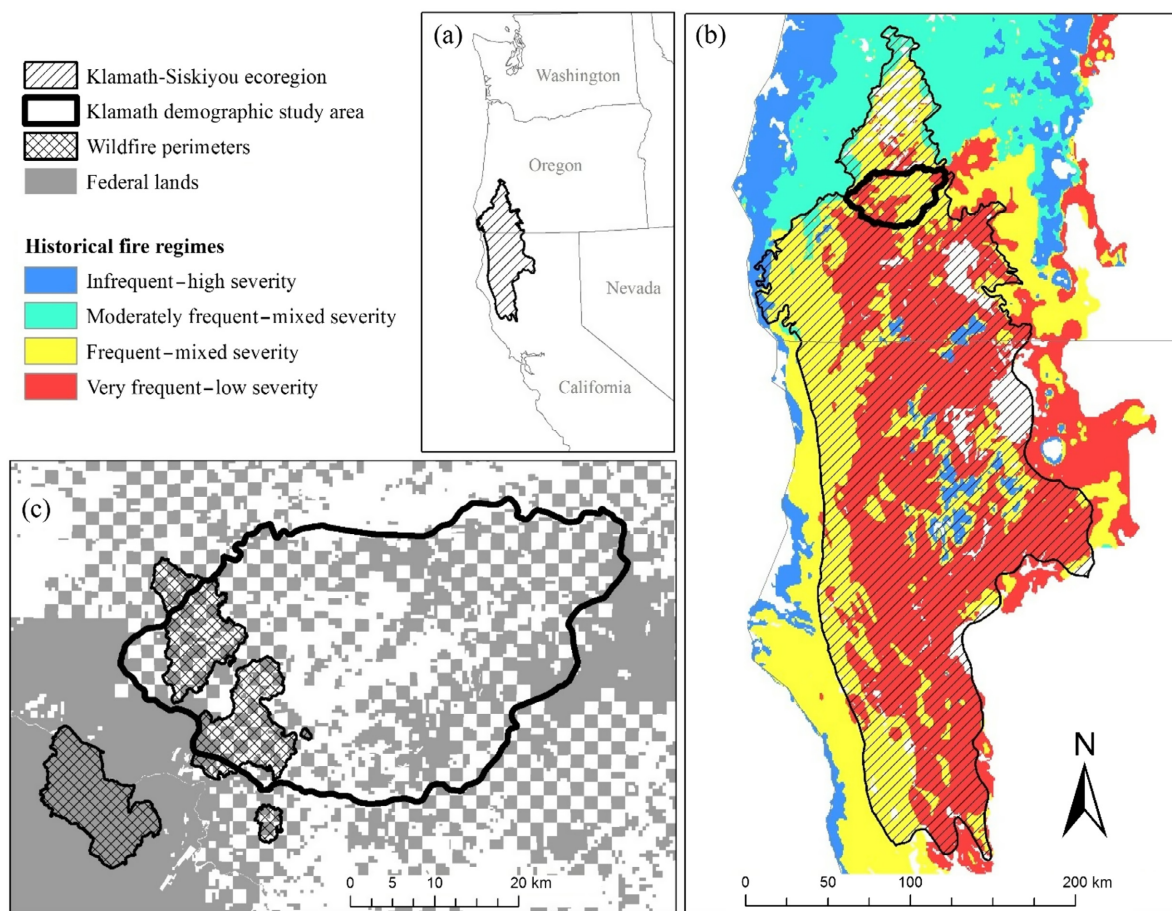 Klamath-Siskiyou ecoregion
Klamath demographic study area
Wildfire perimeters
Federal lands
Historical fire regimes
Infrequent–high severity
Moderately frequent–mixed severity
Frequent–mixed severity
Very frequent–low severity
(a)
Washington
Oregon
Nevada
California
(b)
N
0 50 100 200 km
(c)
0 5 10 20 km